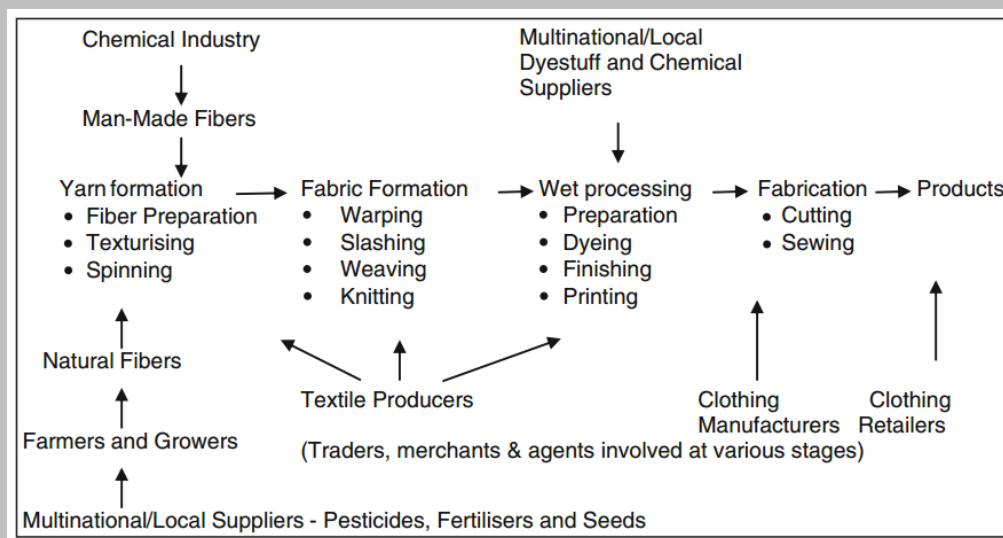 Chemical Industry
Multinational/Local
Dyestuff and Chemical
Suppliers
Man-Made Fibers
Yarn formation
• Fiber Preparation
• Texturising
• Spinning
Fabric Formation
• Warping
• Slashing
• Weaving
• Knitting
Wet processing
• Preparation
• Dyeing
• Finishing
• Printing
Fabrication
• Cutting
• Sewing
Products
Natural Fibers
Textile Producers
Clothing
Manufacturers
Clothing
Retailers
Farmers and Growers
(Traders, merchants & agents involved at various stages)
Multinational/Local Suppliers - Pesticides, Fertilisers and Seeds